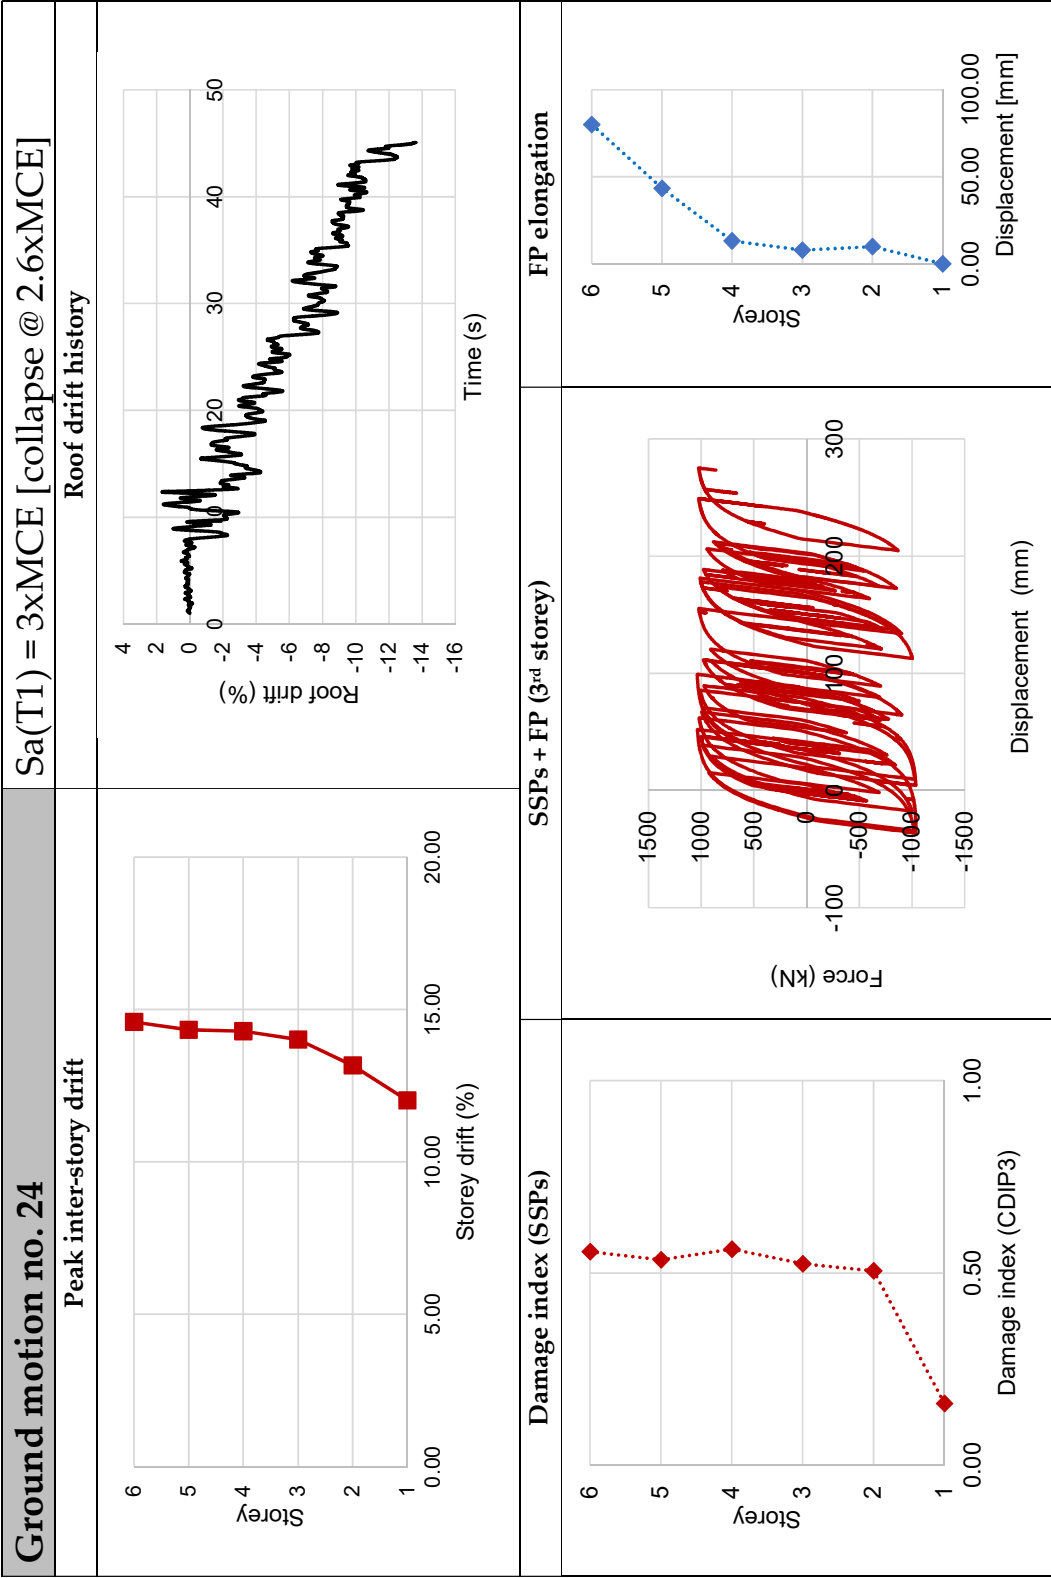 Ground motion no. 24
Sa(T1) = 3xMCE [collapse @ 2.6xMCE]
Peak inter-story drift
Roof drift history
6
5
4
3
2
1
Storey
0.00 5.00 10.00 15.00 20.00
Storey drift (%)
4
2
0
-2
-4
-6
-8
-10
-12
-14
-16
Roof drift (%)
0 10 20 30 40 50
Time (s)
Damage index (SSPs)
SSPs + FP (3rd storey)
FP elongation
6
5
4
3
2
1
Storey
0.00 0.50 1.00
Damage index (CDIP3)
1500
1000
500
0
-500
-1000
-1500
Force (kN)
-100 0 100 200 300
Displacement (mm)
6
5
4
3
2
1
Storey
0.00 50.00 100.00
Displacement [mm]